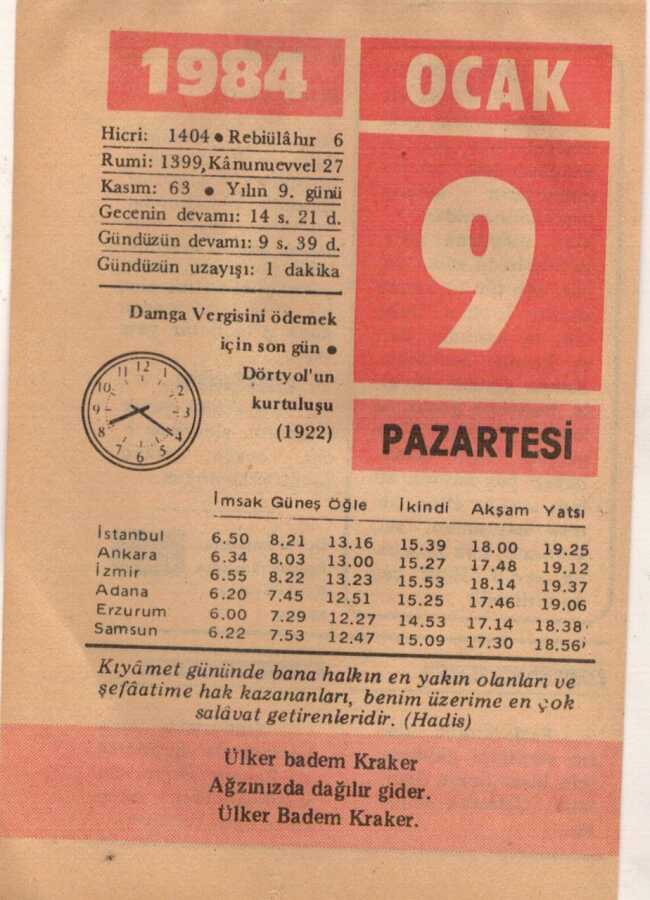 1984
OCAK
Hicri: 1404 ● Rebiülâhır 6
Rumi: 1399, Kânunuevvel 27
Kasım: 63 ● Yılın 9. günü
Gecenin devamı: 14 s. 21 d.
Gündüzün devamı: 9 s. 39 d.
Gündüzün uzayışı: 1 dakika
9
PAZARTESİ
Damga Vergisini ödemek
için son gün ●
Dörtyol'un
kurtuluşu
(1922)
12 1 2 3 4 5 6 7 8 9 10 11
İmsak Güneş Öğle İkindi Akşam Yatsı
İstanbul 6.50 8.21 13.16 15.39 18.00 19.25
Ankara 6.34 8.03 13.00 15.27 17.48 19.12
İzmir 6.55 8.22 13.23 15.53 18.14 19.37
Adana 6.20 7.45 12.51 15.25 17.46 19.06
Erzurum 6.00 7.29 12.27 14.53 17.14 18.38
Samsun 6.22 7.53 12.47 15.09 17.30 18.56
Kıyâmet gününde bana halkın en yakın olanları ve
şefâatime hak kazananları, benim üzerime en çok
salâvat getirenleridir. (Hadis)
Ülker badem Kraker
Ağzınızda dağılır gider.
Ülker Badem Kraker.